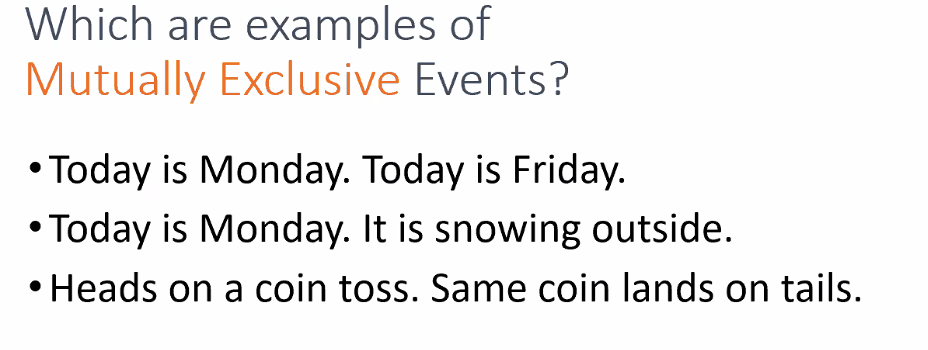 Which are examples of
Mutually Exclusive Events?
•Today is Monday. Today is Friday.
•Today is Monday. It is snowing outside.
•Heads on a coin toss. Same coin lands on tails.